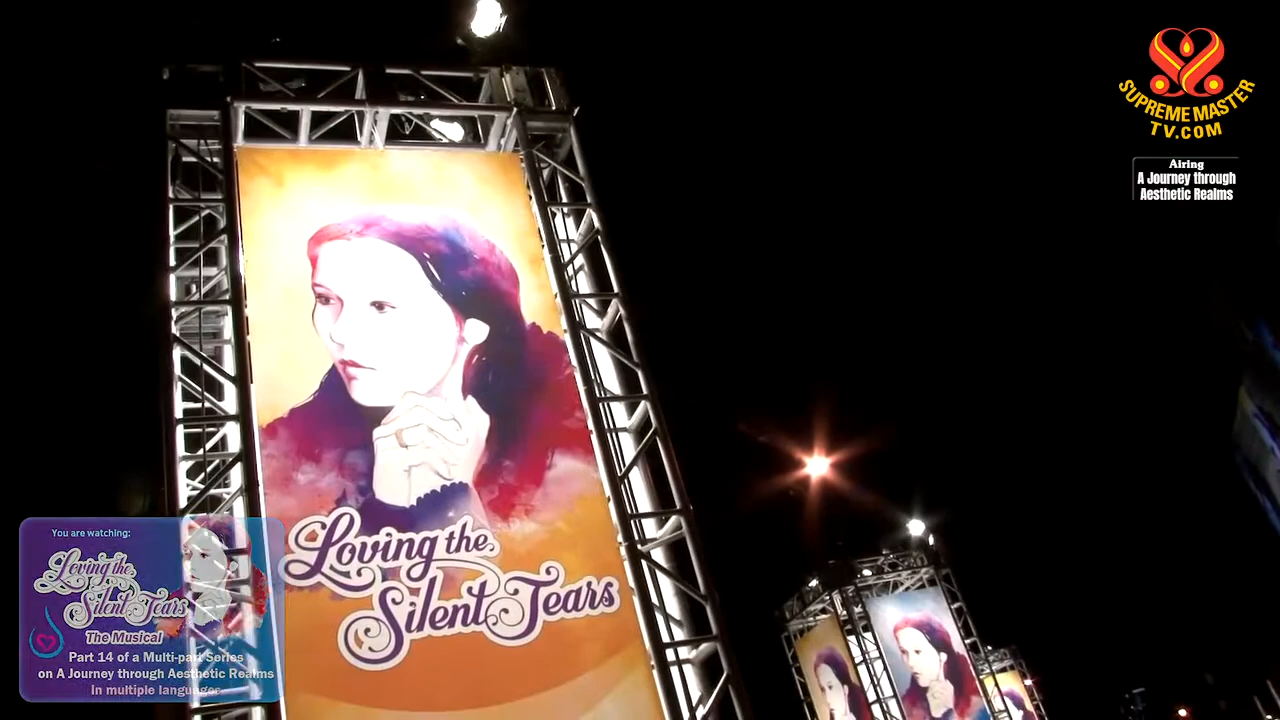 SUPREME MASTER
TV.COM
Airing
A Journey through
Aesthetic Realms
Loving the
Silent Tears
You are watching:
Loving the
Silent Tears
The Musical
Part 14 of a Multi-part Series
on A Journey through Aesthetic Realms
In multiple languages